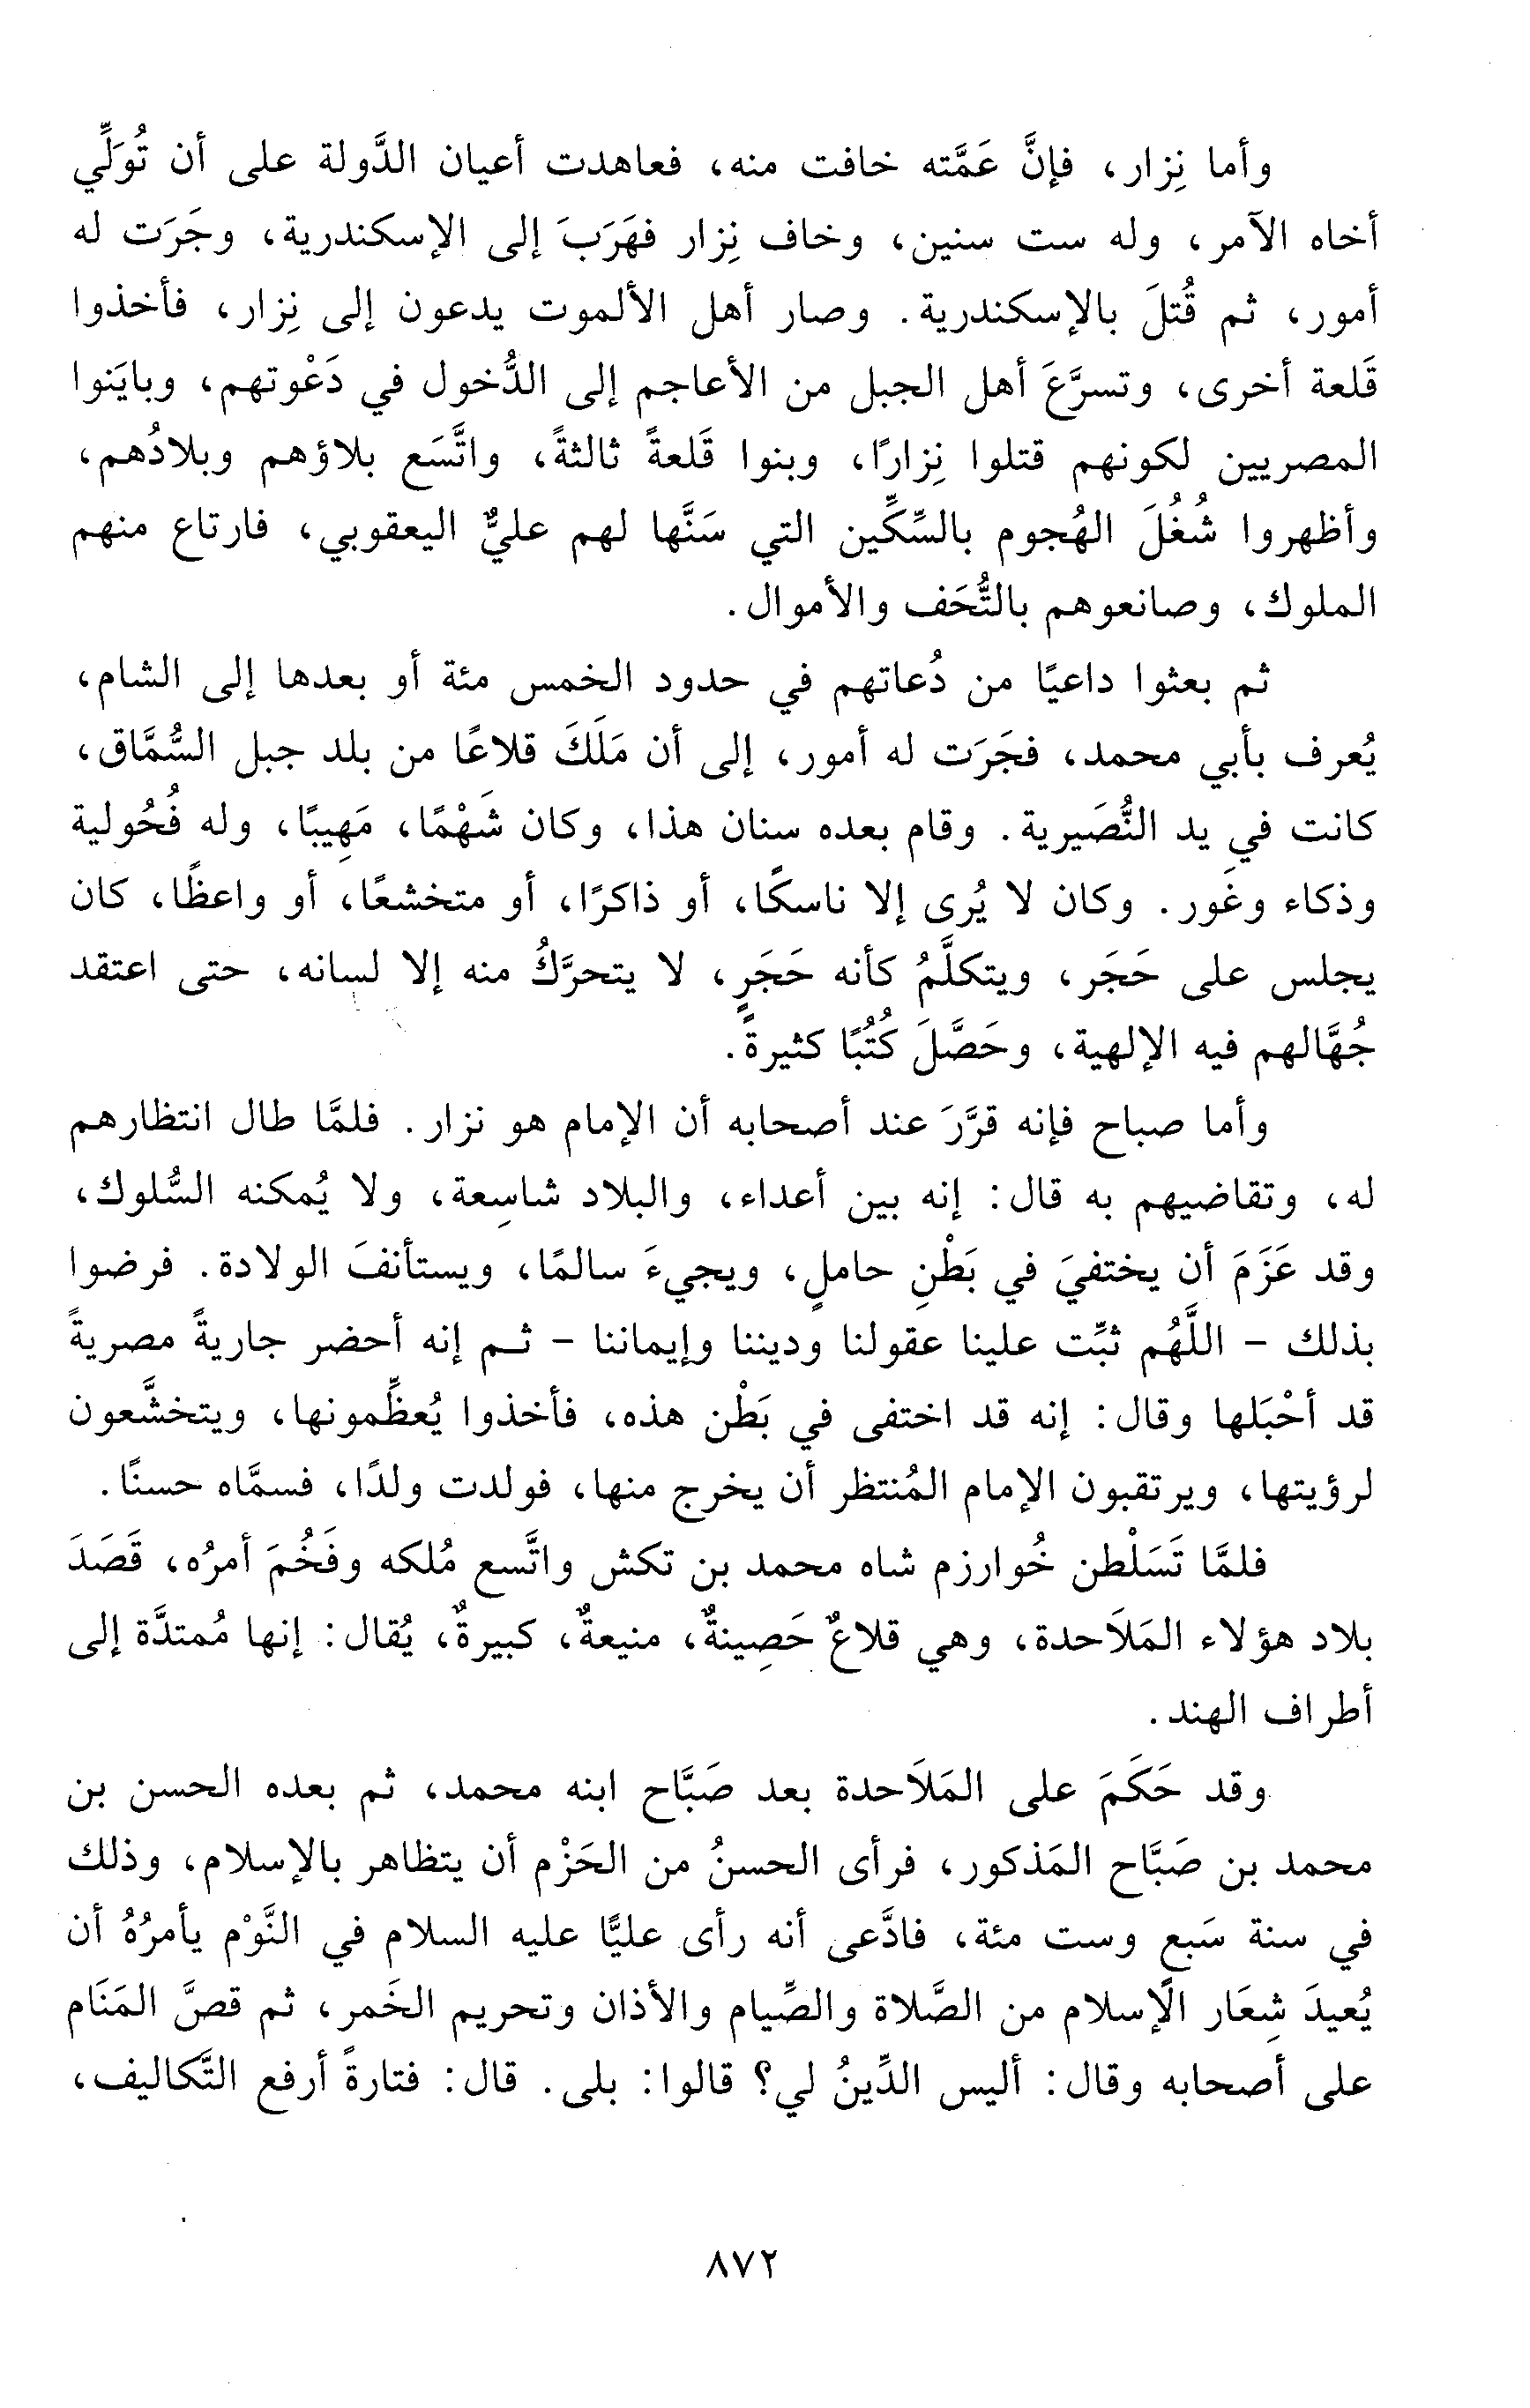 وأما نِزار، فإنَّ عَمَّته خافت منه، فعاهدت أعيان الدَّولة على أن تُوَلِّي
أخاه الآمر، وله ست سنين، وخاف نِزار فهَرَبَ إلى الإسكندرية، وجَرَت له
أمور، ثم قُتلَ بالإسكندرية. وصار أهل الألموت يدعون إلى نِزار، فأخذوا
قَلعة أخرى، وتسرَّعَ أهل الجبل من الأعاجم إلى الدُّخول في دَعْوتهم، وبايَنوا
المصريين لكونهم قتلوا نِزارًا، وبنوا قَلعةً ثالثةً، واتَّسَع بلاؤهم وبلادُهم،
وأظهروا شُغُلَ الهُجوم بالسِّكِّين التي سَنَّها لهم عليٌّ اليعقوبي، فارتاع منهم
الملوك، وصانعوهم بالتُّحَف والأموال.
ثم بعثوا داعيًا من دُعاتهم في حدود الخمس مئة أو بعدها إلى الشام،
يُعرف بأبي محمد، فجَرَت له أمور، إلى أن مَلَكَ قلاعًا من بلد جبل السُّمَّاق،
كانت في يد النُّصَيرية. وقام بعده سنان هذا، وكان شَهْمًا، مَهِيبًا، وله فُحُولية
وذكاء وغَور. وكان لا يُرى إلا ناسكًا، أو ذاكرًا، أو متخشعًا، أو واعظًا، كان
يجلس على حَجَر، ويتكلَّمُ كأنه حَجَرٍ، لا يتحرَّكُ منه إلا لسانه، حتى اعتقد
جُهَّالهم فيه الإلهية، وحَصَّلَ كُتُبًا كثيرةً.
وأما صباح فإنه قرَّرَ عند أصحابه أن الإمام هو نزار. فلمَّا طال انتظارهم
له، وتقاضيهم به قال: إنه بين أعداء، والبلاد شاسِعة، ولا يُمكنه السُّلوك،
وقد عَزَمَ أن يختفيَ في بَطْنِ حاملٍ، ويجيءَ سالمًا، ويستأنفَ الولادة. فرضوا
بذلك - اللَّهُم ثبِّت علينا عقولنا وديننا وإيماننا - ثم إنه أحضر جاريةً مصريةً
قد أحْبَلها وقال: إنه قد اختفى في بَطْن هذه، فأخذوا يُعظِّمونها، ويتخشَّعون
لرؤيتها، ويرتقبون الإمام المُنتظر أن يخرج منها، فولدت ولدًا، فسمَّاه حسنًا.
فلمَّا تَسَلْطن خُوارزم شاه محمد بن تكش واتَّسع مُلكه وفَخُمَ أمرُه، قَصَدَ
بلاد هؤلاء المَلاَحدة، وهي قلاعٌ حَصِينةٌ، منيعةٌ، كبيرةٌ، يُقال: إنها مُمتدَّة إلى
أطراف الهند.
وقد حَكَمَ على المَلاَحدة بعد صَبَّاح ابنه محمد، ثم بعده الحسن بن
محمد بن صَبَّاح المَذكور، فرأى الحسنُ من الحَزْم أن يتظاهر بالإسلام، وذلك
في سنة سَبع وست مئة، فادَّعى أنه رأى عليًّا عليه السلام في النَّوْم يأمرُهُ أن
يُعيدَ شِعَار الإسلام من الصَّلاة والصِّيام والأذان وتحريم الخَمر، ثم قصَّ المَنَام
على أصحابه وقال: أليس الدِّينُ لي؟ قالوا: بلى. قال: فتارةً أرفع التَّكاليف،
٨٧٢